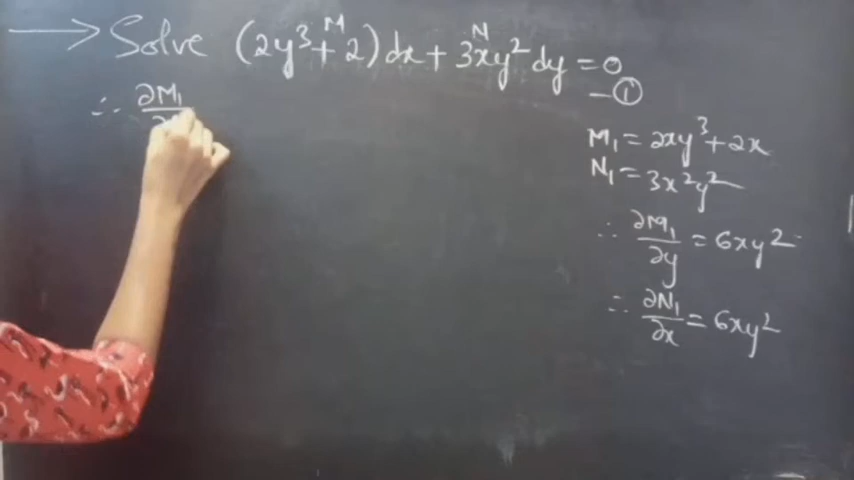 → Solve (2y³ + 2) dx + 3xy² dy = 0
M
N
– ①
∴ ∂M₁
M₁ = 2xy³ + 2x
N₁ = 3x²y²
∴ ∂M₁/∂y = 6xy²
∴ ∂N₁/∂x = 6xy²